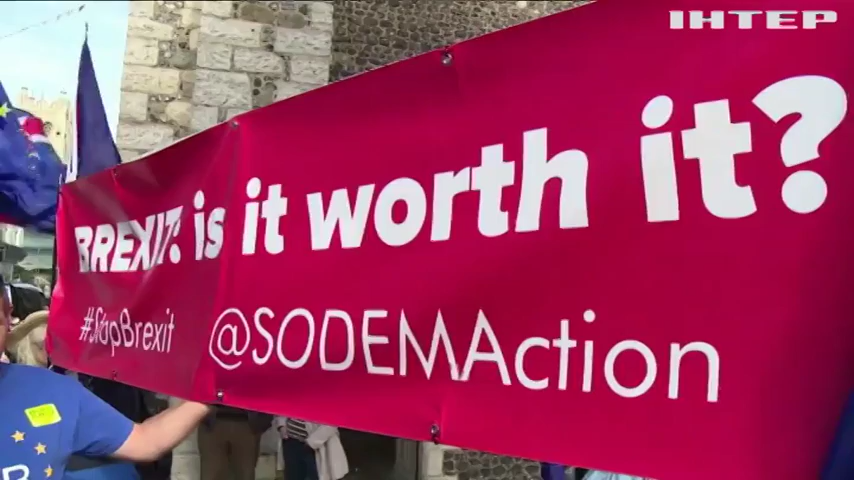 ІНТЕР
BREXIT: is it worth it?
#StopBrexit @SODEMAction